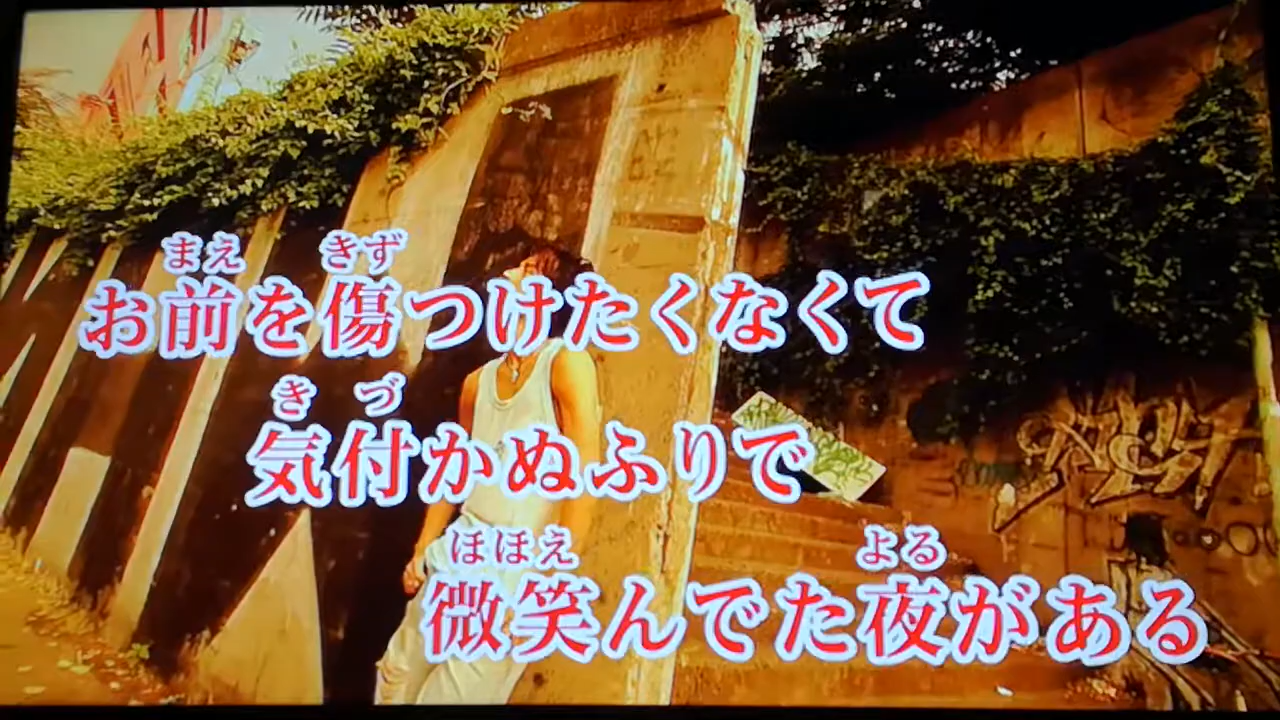 まえ きず
お前を傷つけたくなくて
き づ
気付かぬふりで
ほほえ よる
微笑んでた夜がある